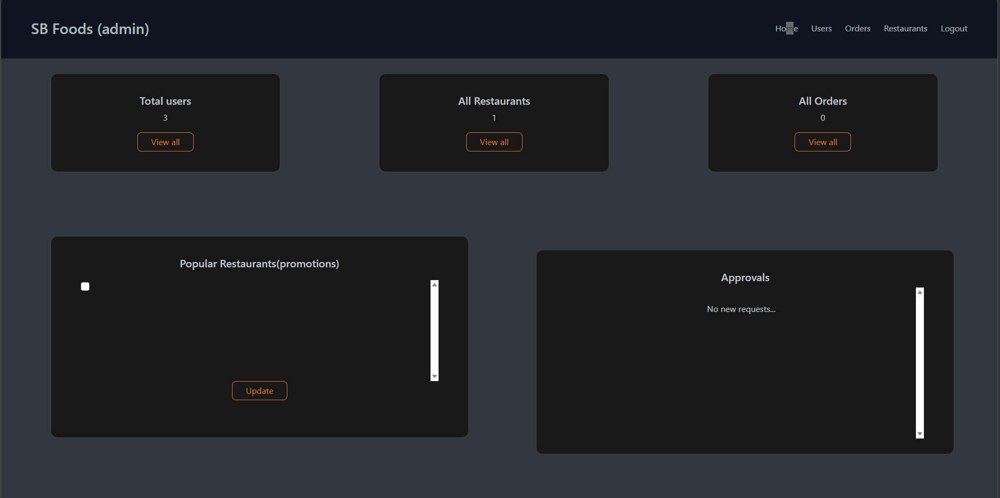 SB Foods (admin)
Home Users Orders Restaurants Logout
Total users
3
View all
All Restaurants
1
View all
All Orders
0
View all
Popular Restaurants(promotions)
Update
Approvals
No new requests...